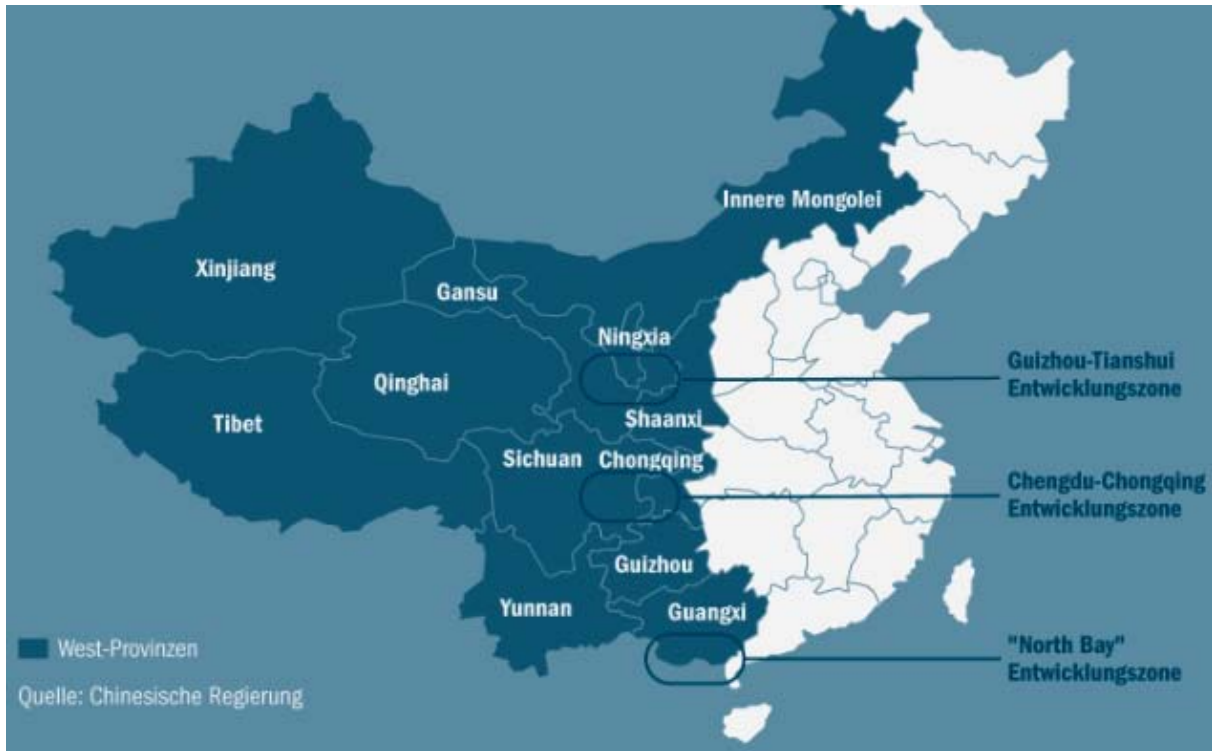 Innere Mongolei
Xinjiang
Gansu
Ningxia
Guizhou-Tianshui
Entwicklungszone
Qinghai
Tibet
Shaanxi
Sichuan
Chongqing
Chengdu-Chongqing
Entwicklungszone
Guizhou
Yunnan
Guangxi
"North Bay"
Entwicklungszone
West-Provinzen
Quelle: Chinesische Regierung